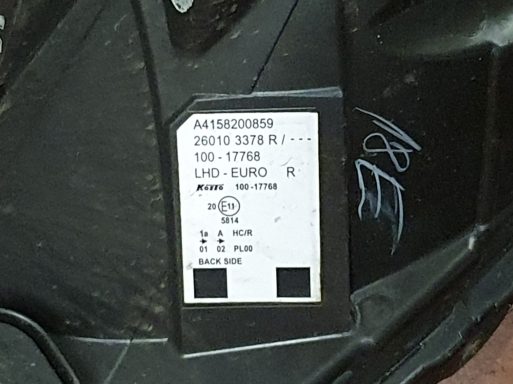 A4158200859
26010 3378 R / - - -
100 - 17768
LHD - EURO R
Koito 100-17768
20 E11
5814
1a A HC/R
01 02 PL00
BACK SIDE
18E